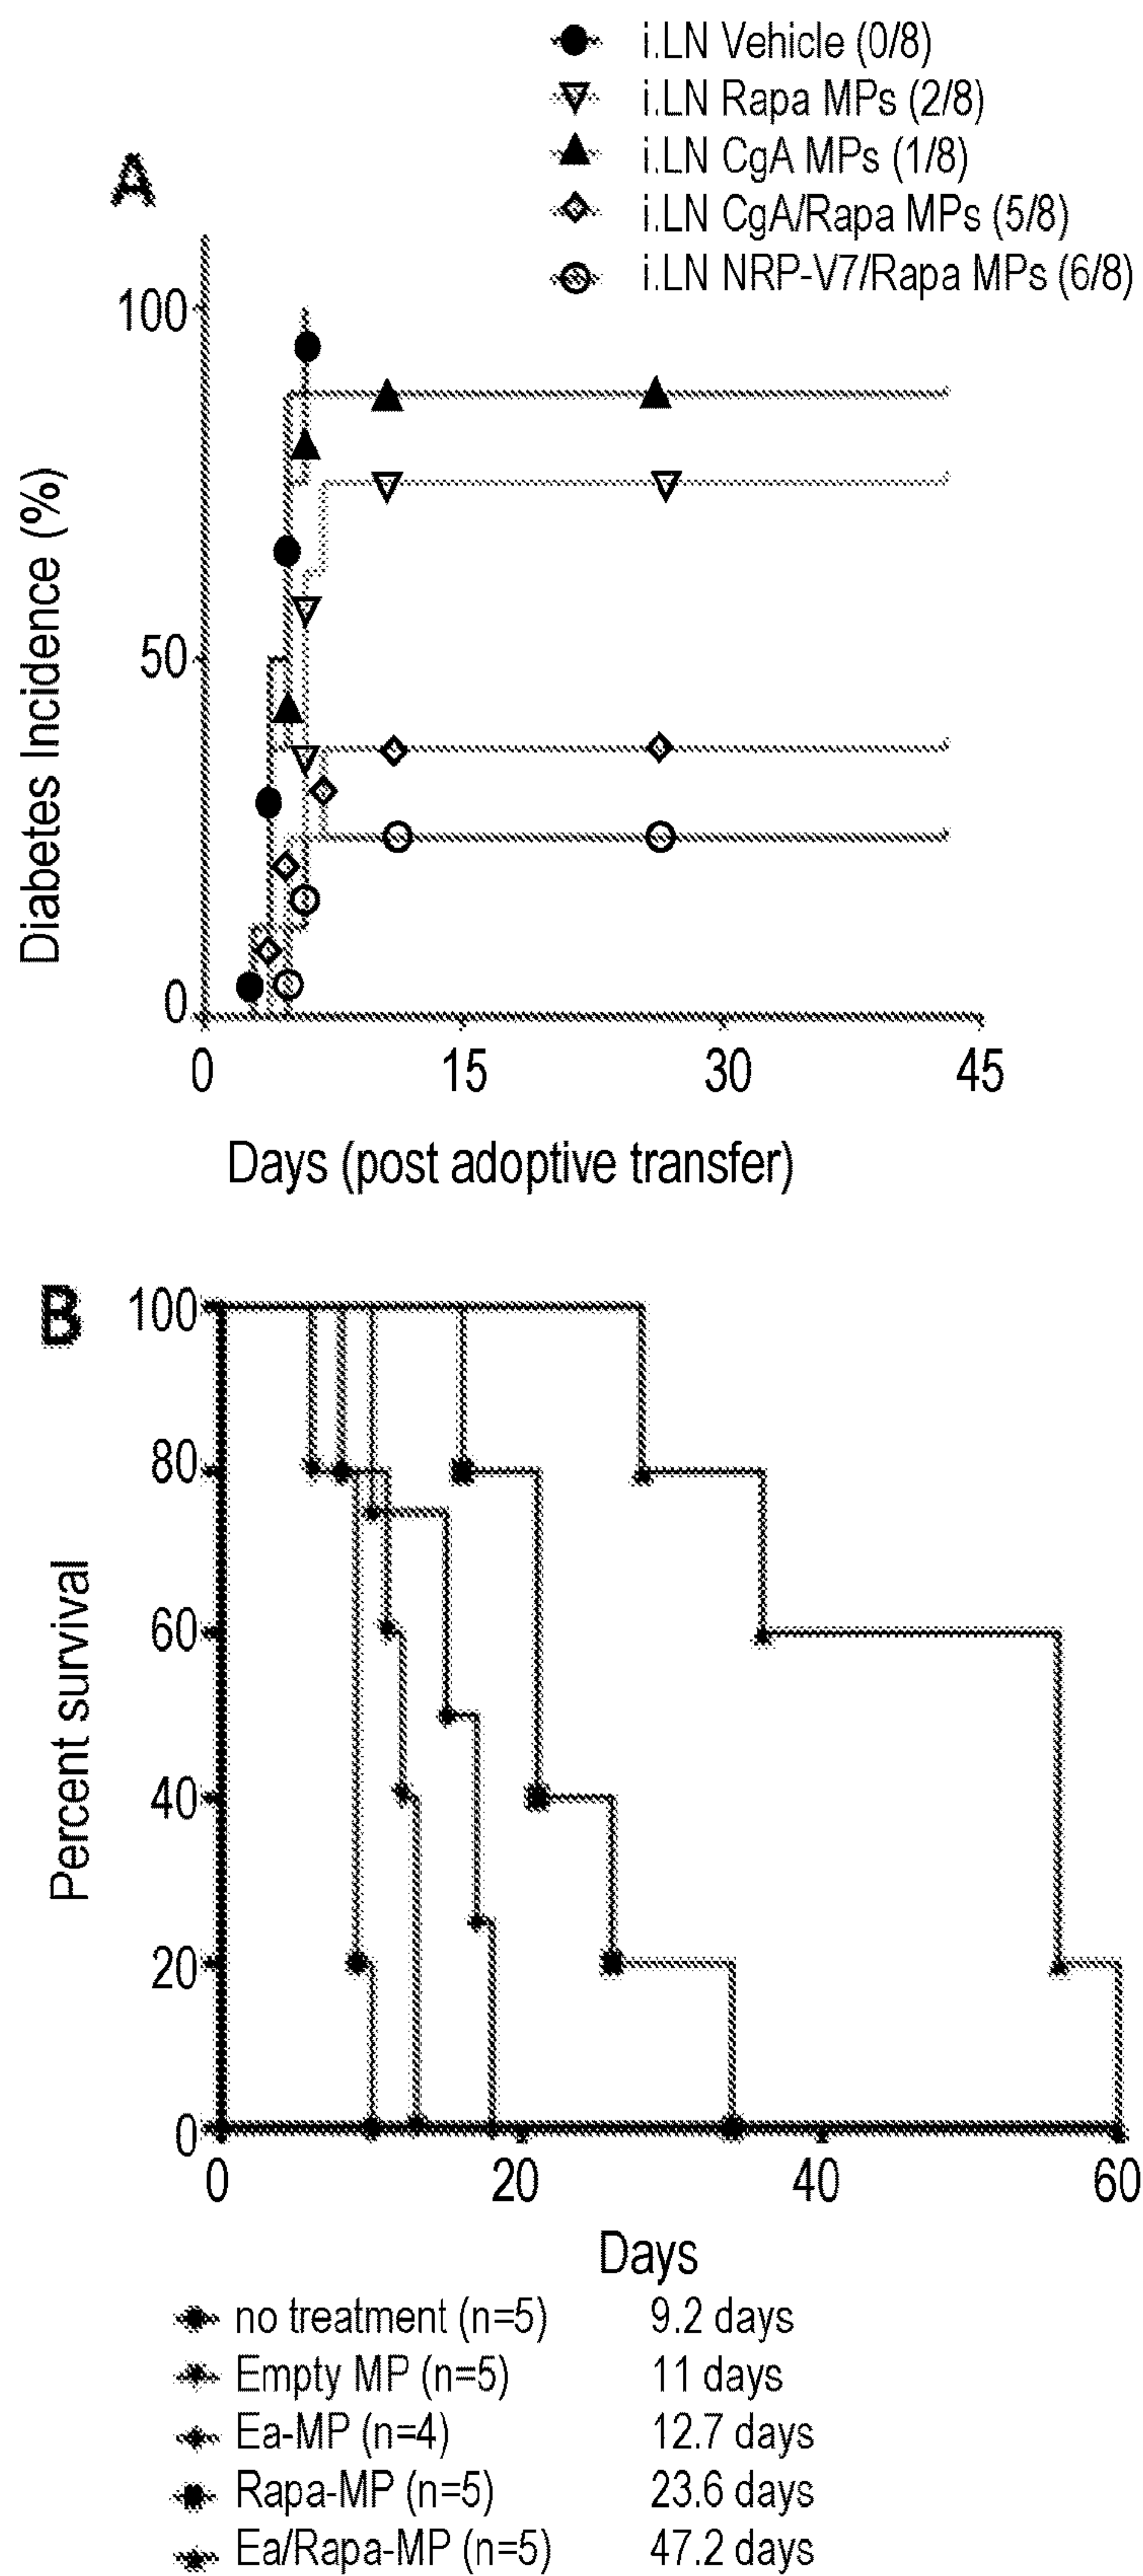 i.LN Vehicle (0/8)
i.LN Rapa MPs (2/8)
i.LN CgA MPs (1/8)
i.LN CgA/Rapa MPs (5/8)
i.LN NRP-V7/Rapa MPs (6/8)
A
100
50
0
Diabetes Incidence (%)
0 15 30 45
Days (post adoptive transfer)
B
100
80
60
40
20
0
Percent survival
0 20 40 60
Days
no treatment (n=5) 9.2 days
Empty MP (n=5) 11 days
Ea-MP (n=4) 12.7 days
Rapa-MP (n=5) 23.6 days
Ea/Rapa-MP (n=5) 47.2 days